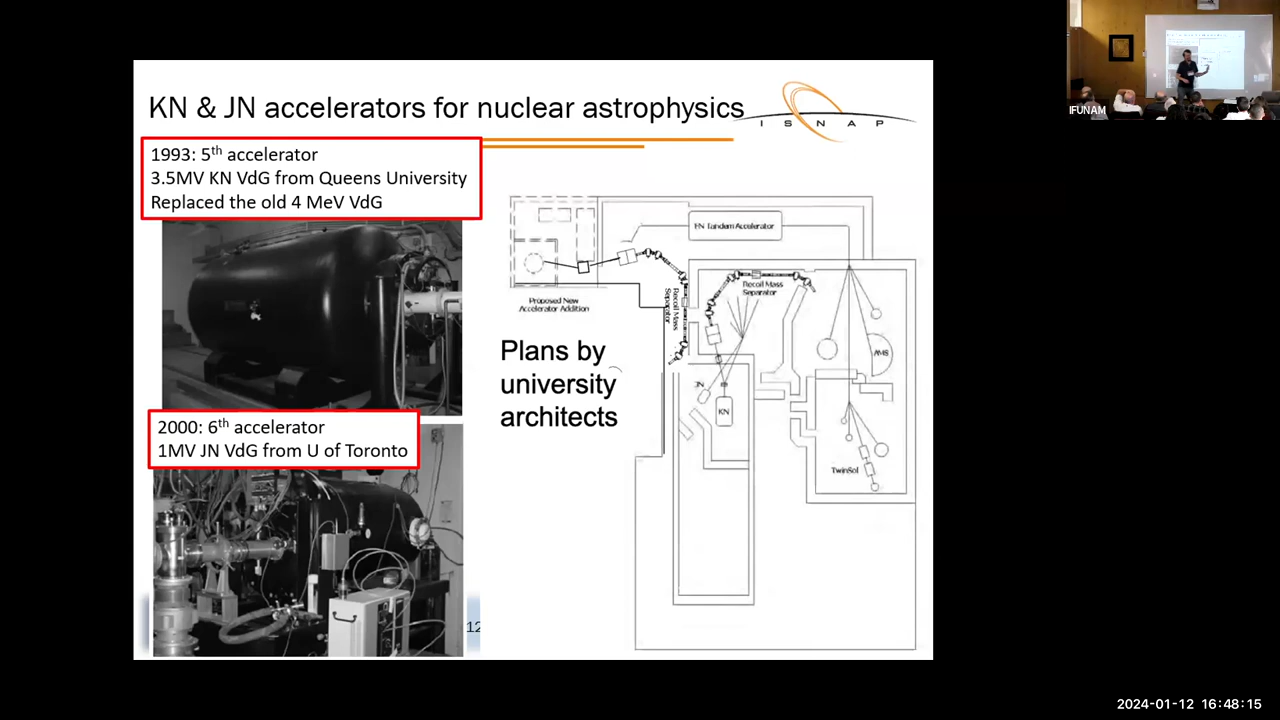 KN & JN accelerators for nuclear astrophysics
ISNAP
1993: 5th accelerator
3.5MV KN VdG from Queens University
Replaced the old 4 MeV VdG
2000: 6th accelerator
1MV JN VdG from U of Toronto
12
Plans by
university
architects
FN Tandem Accelerator
Proposed New
Accelerator Addition
Recoil Mass
Separator
Recoil Mass
Separator
JN
KN
AMS
TwinSol
IFUNAM
2024-01-12 16:48:15